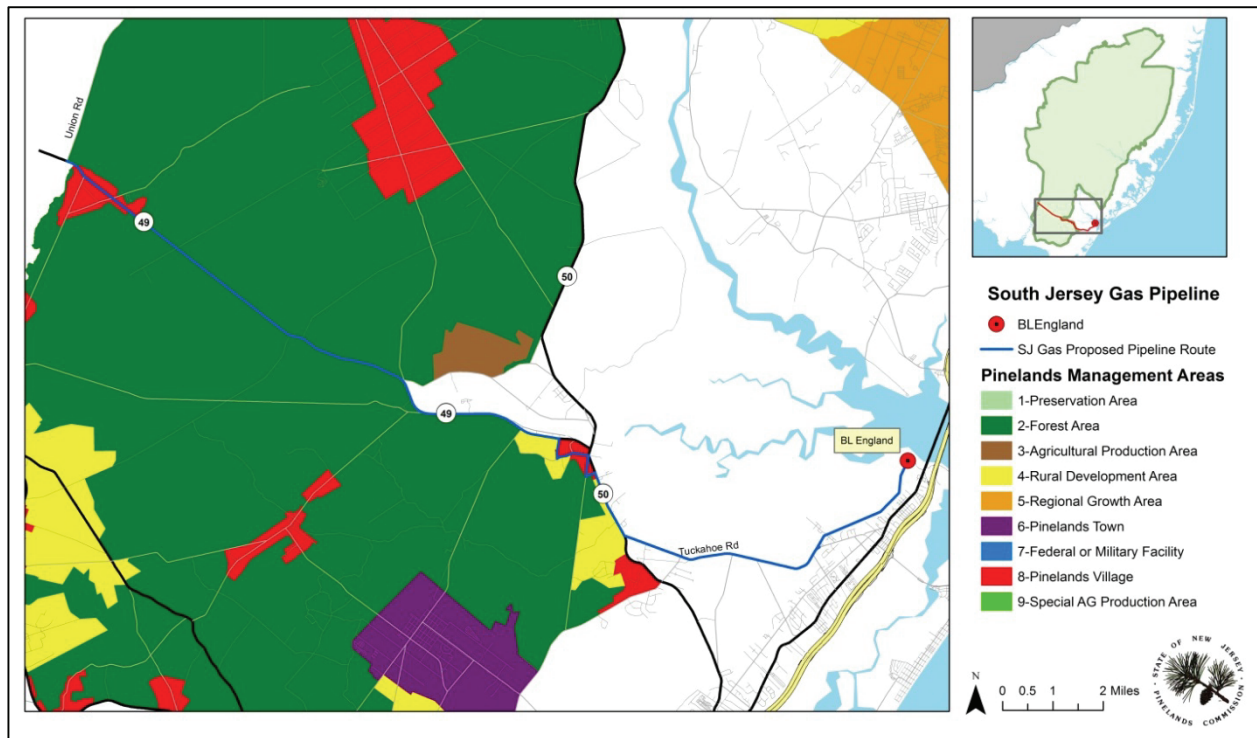 Union Rd
49
50
49
50
BL England
Tuckahoe Rd
South Jersey Gas Pipeline
BLEngland
SJ Gas Proposed Pipeline Route
Pinelands Management Areas
1-Preservation Area
2-Forest Area
3-Agricultural Production Area
4-Rural Development Area
5-Regional Growth Area
6-Pinelands Town
7-Federal or Military Facility
8-Pinelands Village
9-Special AG Production Area
N
0 0.5 1 2 Miles
STATE OF NEW JERSEY
PINELANDS COMMISSION